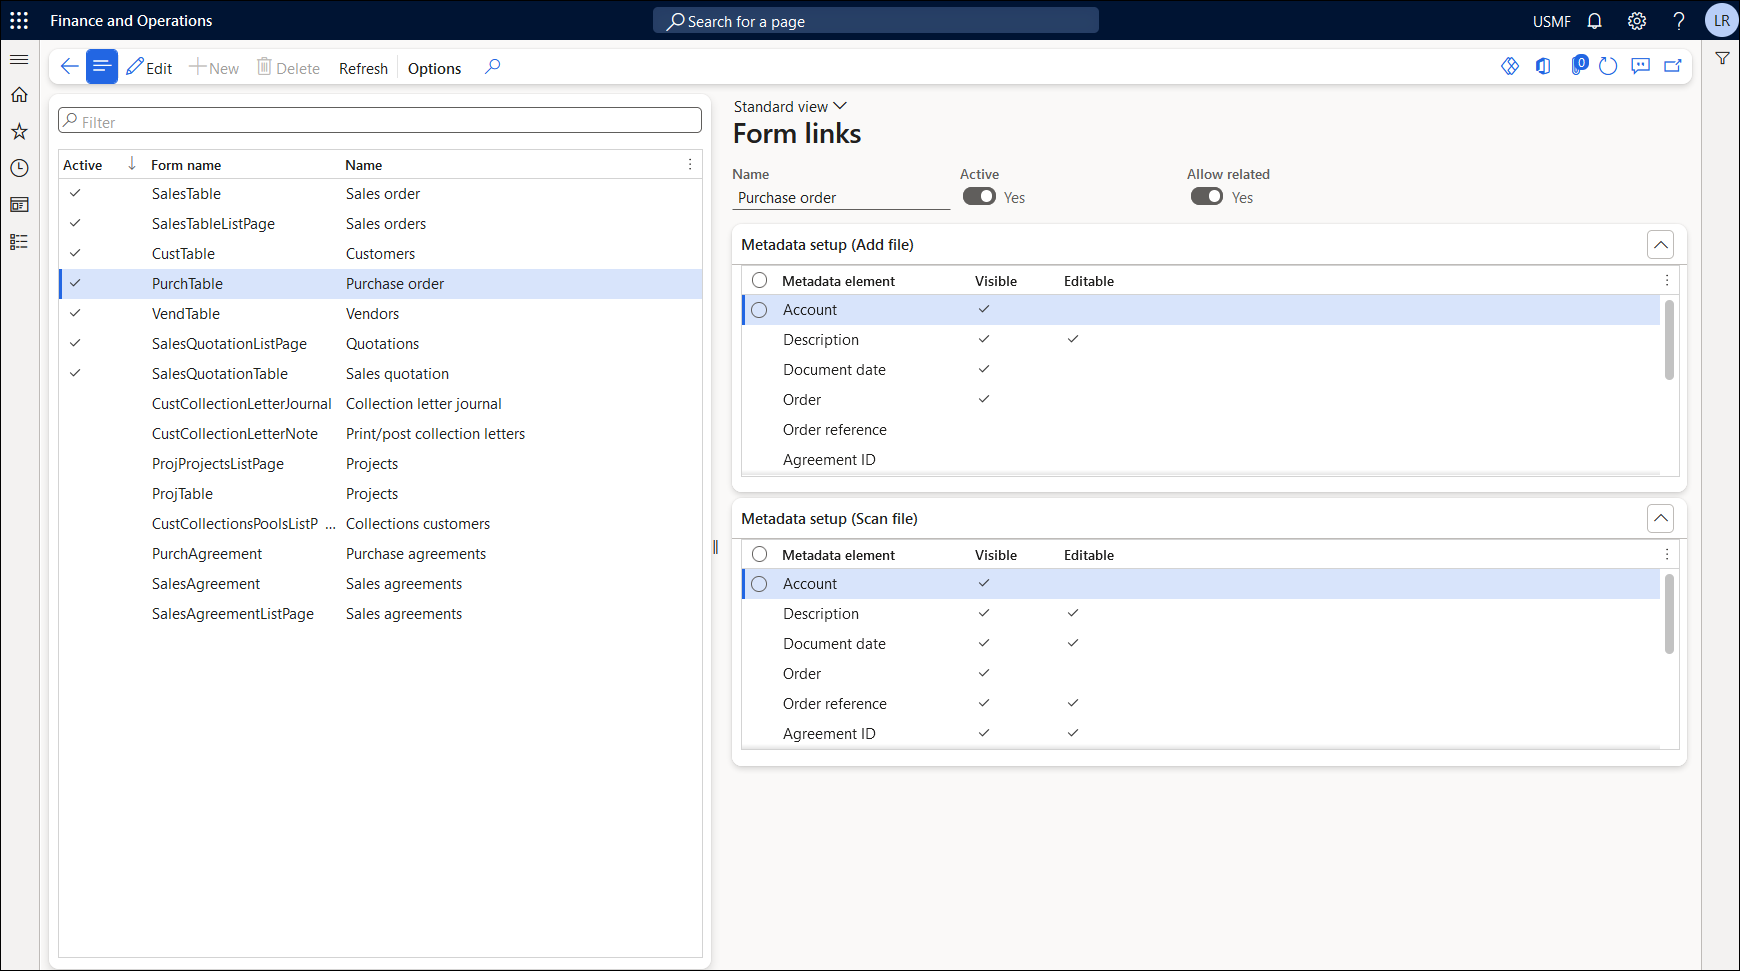 Finance and Operations
Search for a page
USMF
LR
Edit
New
Delete
Refresh
Options
0
Filter
Active Form name Name
SalesTable Sales order
SalesTableListPage Sales orders
CustTable Customers
PurchTable Purchase order
VendTable Vendors
SalesQuotationListPage Quotations
SalesQuotationTable Sales quotation
CustCollectionLetterJournal Collection letter journal
CustCollectionLetterNote Print/post collection letters
ProjProjectsListPage Projects
ProjTable Projects
CustCollectionsPoolsListP ... Collections customers
PurchAgreement Purchase agreements
SalesAgreement Sales agreements
SalesAgreementListPage Sales agreements
Standard view
Form links
Name Active Allow related
Purchase order Yes Yes
Metadata setup (Add file)
Metadata element Visible Editable
Account
Description
Document date
Order
Order reference
Agreement ID
Metadata setup (Scan file)
Metadata element Visible Editable
Account
Description
Document date
Order
Order reference
Agreement ID